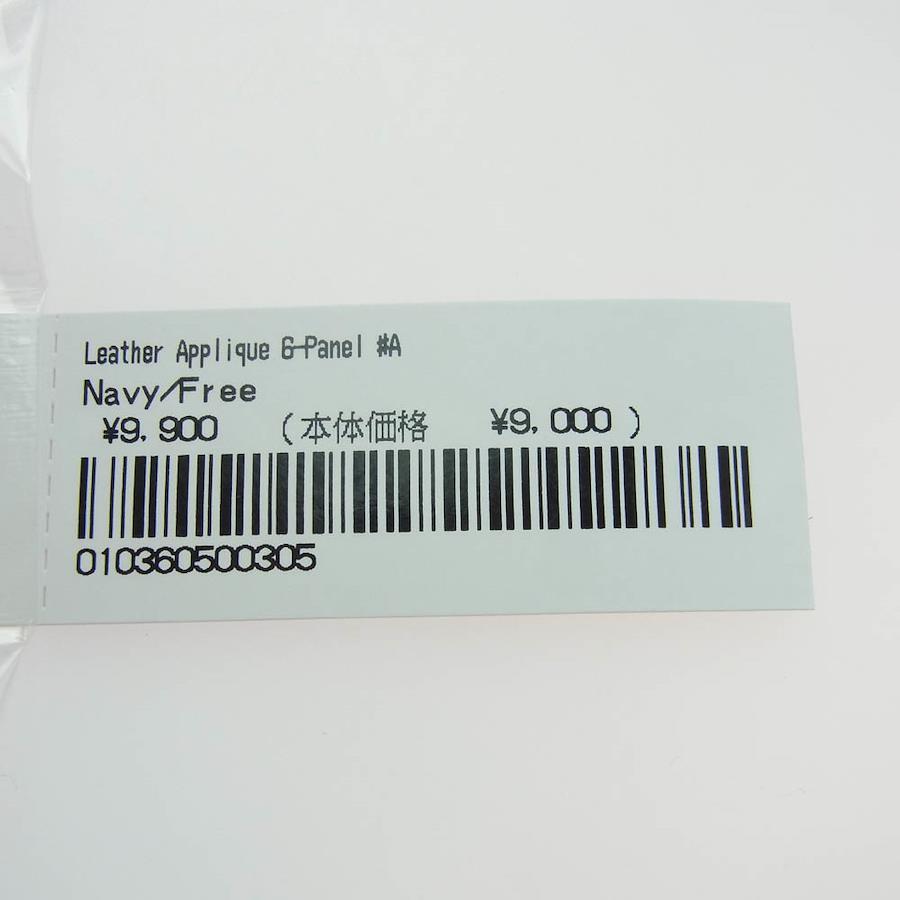 Leather Applique 6-Panel #A
Navy/Free
¥9,900 (本体価格 ¥9,000 )
010360500305